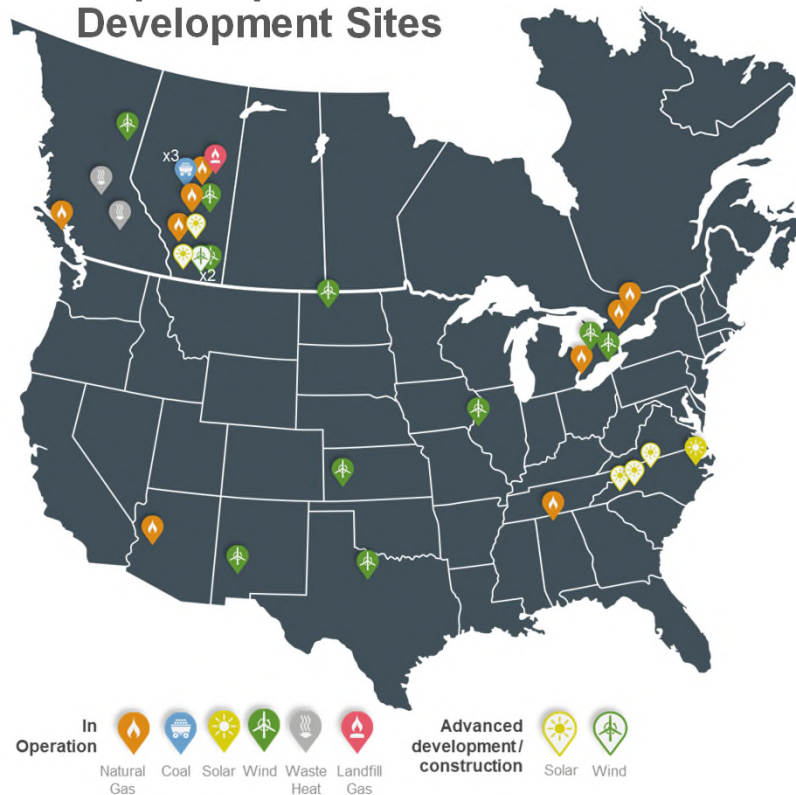 Development Sites
x3
x2
In
Operation
Natural
Gas
Coal
Solar
Wind
Waste
Heat
Landfill
Gas
Advanced
development/
construction
Solar
Wind